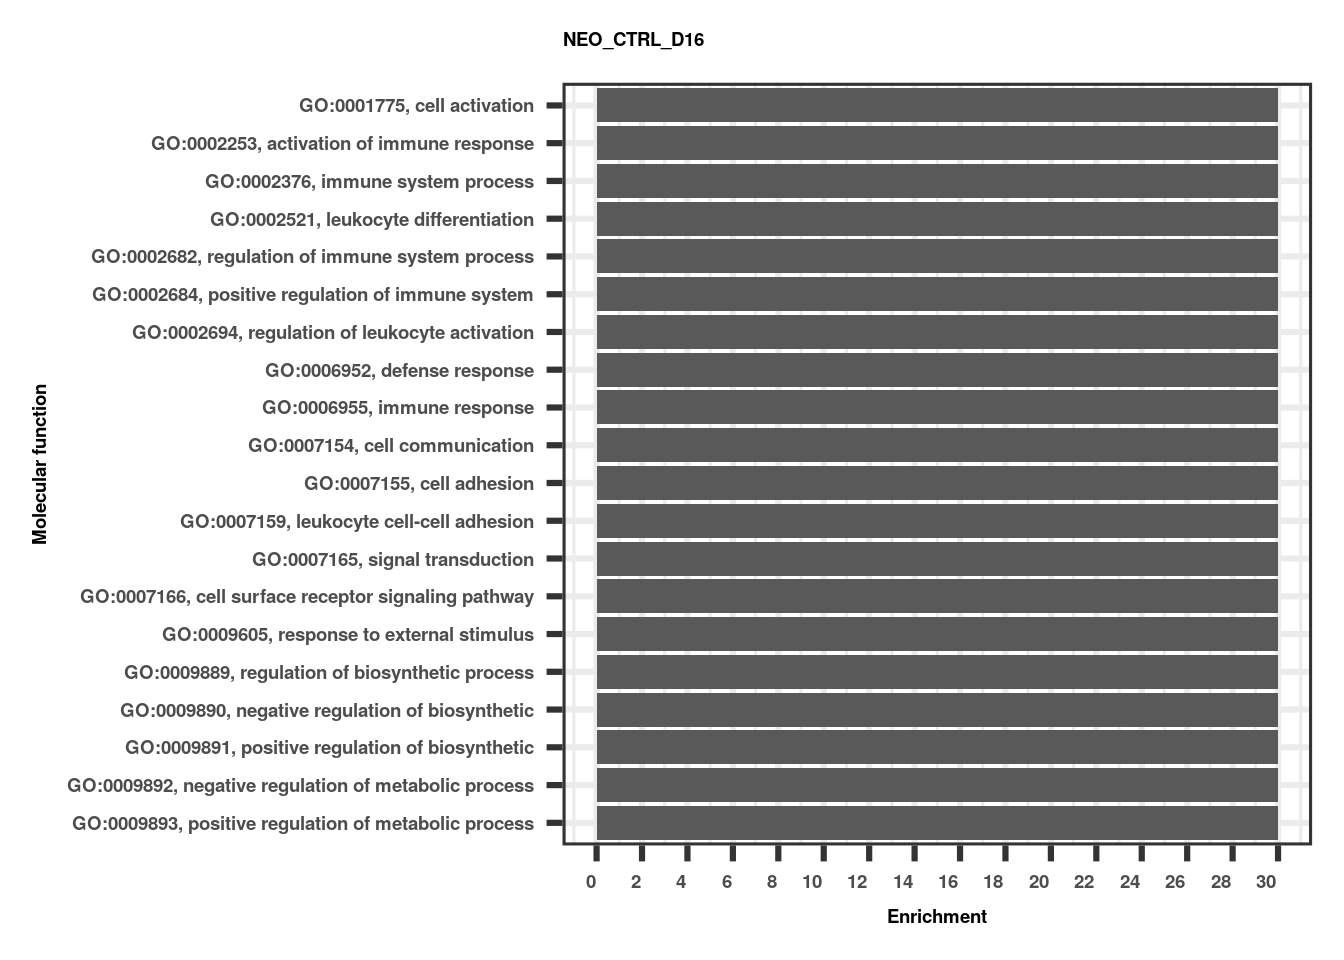 NEO_CTRL_D16
GO:0001775, cell activation
GO:0002253, activation of immune response
GO:0002376, immune system process
GO:0002521, leukocyte differentiation
GO:0002682, regulation of immune system process
GO:0002684, positive regulation of immune system
GO:0002694, regulation of leukocyte activation
GO:0006952, defense response
GO:0006955, immune response
GO:0007154, cell communication
GO:0007155, cell adhesion
GO:0007159, leukocyte cell-cell adhesion
GO:0007165, signal transduction
GO:0007166, cell surface receptor signaling pathway
GO:0009605, response to external stimulus
GO:0009889, regulation of biosynthetic process
GO:0009890, negative regulation of biosynthetic
GO:0009891, positive regulation of biosynthetic
GO:0009892, negative regulation of metabolic process
GO:0009893, positive regulation of metabolic process
Molecular function
0 2 4 6 8 10 12 14 16 18 20 22 24 26 28 30
Enrichment